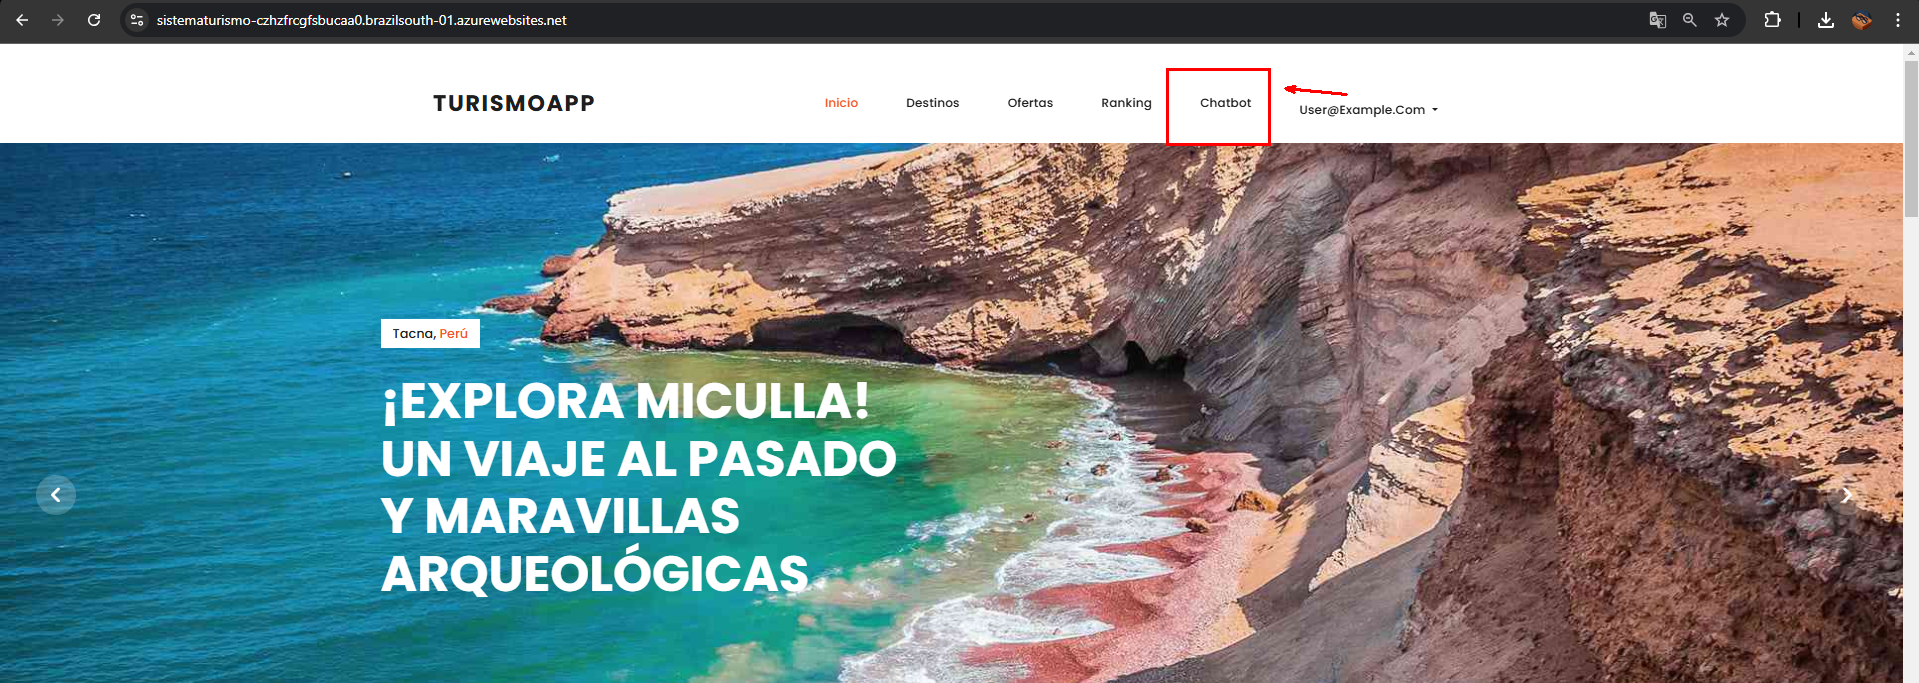 sistematurismo-czhzfrcgfsbucaa0.brazilsouth-01.azurewebsites.net
TURISMOAPP
Inicio
Destinos
Ofertas
Ranking
Chatbot
User@Example.Com
Tacna, Perú
¡EXPLORA MICULLA!
UN VIAJE AL PASADO
Y MARAVILLAS
ARQUEOLÓGICAS